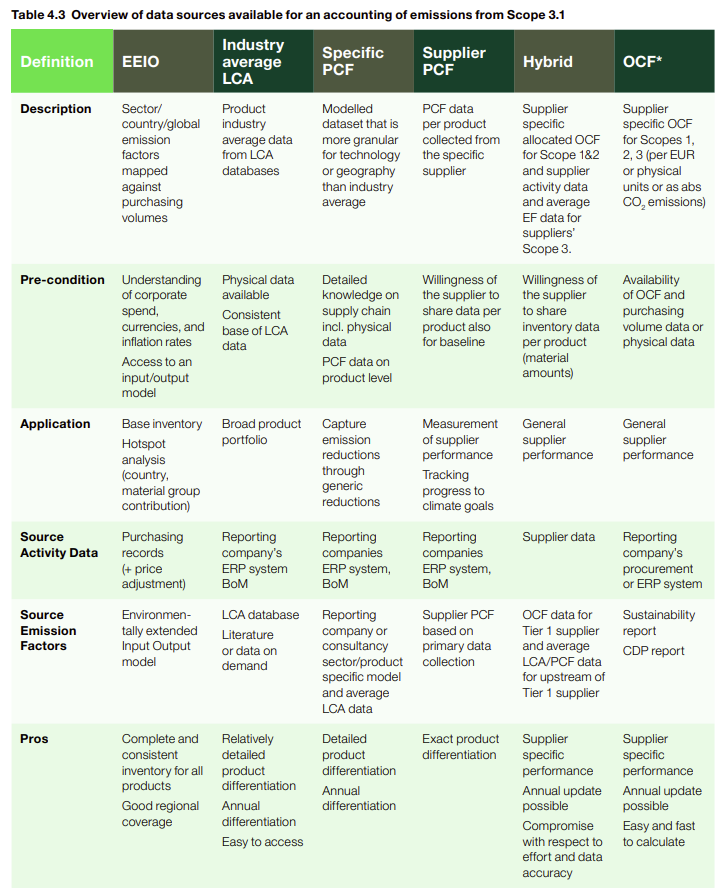 Table 4.3 Overview of data sources available for an accounting of emissions from Scope 3.1
Definition
EEIO
Industry
average
LCA
Specific
PCF
Supplier
PCF
Hybrid
OCF*
Description
Sector/
country/global
emission
factors
mapped
against
purchasing
volumes
Product
industry
average data
from LCA
databases
Modelled
dataset that is
more granular
for technology
or geography
than industry
average
PCF data
per product
collected from
the specific
supplier
Supplier
specific
allocated OCF
for Scope 1&2
and supplier
activity data
and average
EF data for
suppliers’
Scope 3.
Supplier
specific OCF
for Scopes 1,
2, 3 (per EUR
or physical
units or as abs
CO₂ emissions)
Pre-condition
Understanding
of corporate
spend,
currencies, and
inflation rates
Access to an
input/output
model
Physical data
available
Consistent
base of LCA
data
Detailed
knowledge on
supply chain
incl. physical
data
PCF data on
product level
Willingness of
the supplier to
share data per
product also
for baseline
Willingness of
the supplier
to share
inventory data
per product
(material
amounts)
Availability
of OCF and
purchasing
volume data or
physical data
Application
Base inventory
Hotspot
analysis
(country,
material group
contribution)
Broad product
portfolio
Capture
emission
reductions
through
generic
reductions
Measurement
of supplier
performance
Tracking
progress to
climate goals
General
supplier
performance
General
supplier
performance
Source
Activity Data
Purchasing
records
(+ price
adjustment)
Reporting
company’s
ERP system
BoM
Reporting
companies
ERP system,
BoM
Reporting
companies
ERP system,
BoM
Supplier data
Reporting
company’s
procurement
or ERP system
Source
Emission
Factors
Environmen-
tally extended
Input Output
model
LCA database
Literature
or data on
demand
Reporting
company or
consultancy
sector/product
specific model
and average
LCA data
Supplier PCF
based on
primary data
collection
OCF data for
Tier 1 supplier
and average
LCA/PCF data
for upstream of
Tier 1 supplier
Sustainability
report
CDP report
Pros
Complete and
consistent
inventory for all
products
Good regional
coverage
Relatively
detailed
product
differentiation
Annual
differentiation
Easy to access
Detailed
product
differentiation
Annual
differentiation
Exact product
differentiation
Supplier
specific
performance
Annual update
possible
Compromise
with respect to
effort and data
accuracy
Supplier
specific
performance
Annual update
possible
Easy and fast
to calculate